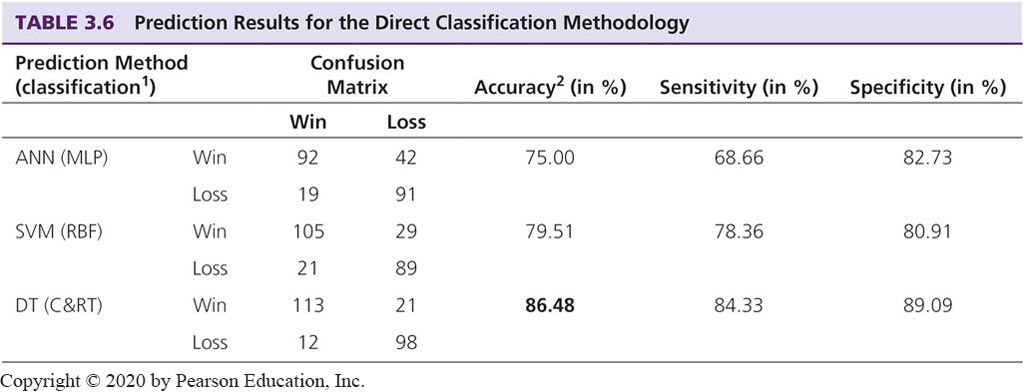 TABLE 3.6 Prediction Results for the Direct Classification Methodology
Prediction Method (classification¹) Confusion Matrix Accuracy² (in %) Sensitivity (in %) Specificity (in %)
Win Loss
ANN (MLP) Win 92 42 75.00 68.66 82.73
Loss 19 91
SVM (RBF) Win 105 29 79.51 78.36 80.91
Loss 21 89
DT (C&RT) Win 113 21 86.48 84.33 89.09
Loss 12 98
Copyright © 2020 by Pearson Education, Inc.